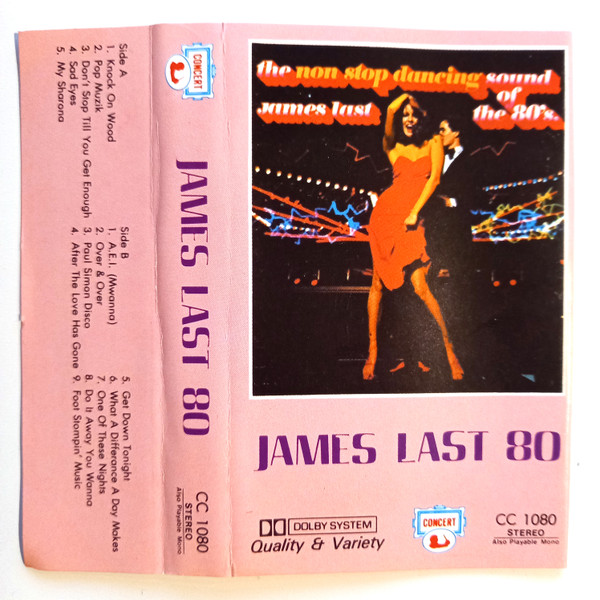 Side A
1. Knock On Wood
2. Pop Muzik
3. Don't Stop Till You Get Enough
4. Sad Eyes
5. My Sharona
Side B
1. A.E.I. (Mwanna)
2. Over & Over
3. Paul Simon Disco
4. After The Love Has Gone
5. Get Down Tonight
6. What A Differance A Day Makes
7. One Of These Nights
8. Do It Away You Wanna
9. Foot Stompin' Music
CONCERT
JAMES LAST 80
CC 1080
STEREO
Also Playable Mono
the non stop dancing sound
of
james last the 80's.
JAMES LAST 80
DOLBY SYSTEM
Quality & Variety
CONCERT
CC 1080
STEREO
Also Playable Mono